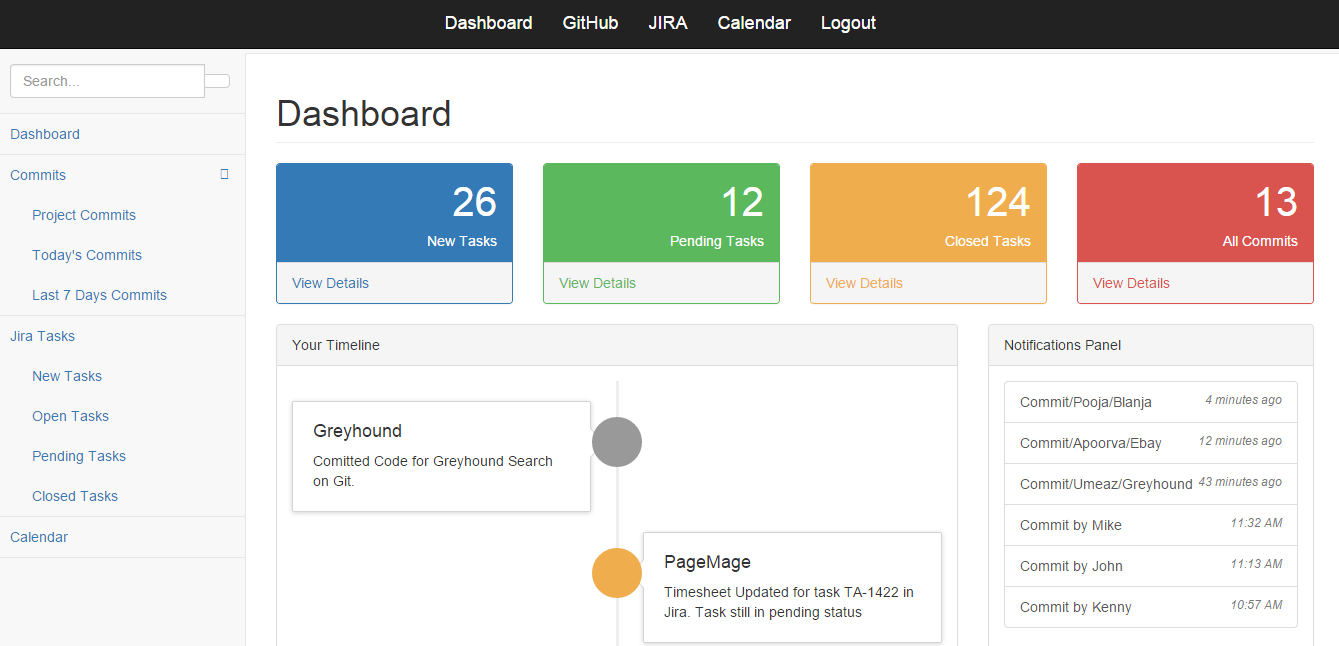 Dashboard GitHub JIRA Calendar Logout
Search...
Dashboard
Commits
Project Commits
Today's Commits
Last 7 Days Commits
Jira Tasks
New Tasks
Open Tasks
Pending Tasks
Closed Tasks
Calendar
Dashboard
26
New Tasks
View Details
12
Pending Tasks
View Details
124
Closed Tasks
View Details
13
All Commits
View Details
Your Timeline
Greyhound
Comitted Code for Greyhound Search
on Git.
PageMage
Timesheet Updated for task TA-1422 in
Jira. Task still in pending status
Notifications Panel
Commit/Pooja/Blanja 4 minutes ago
Commit/Apoorva/Ebay 12 minutes ago
Commit/Umeaz/Greyhound 43 minutes ago
Commit by Mike 11:32 AM
Commit by John 11:13 AM
Commit by Kenny 10:57 AM